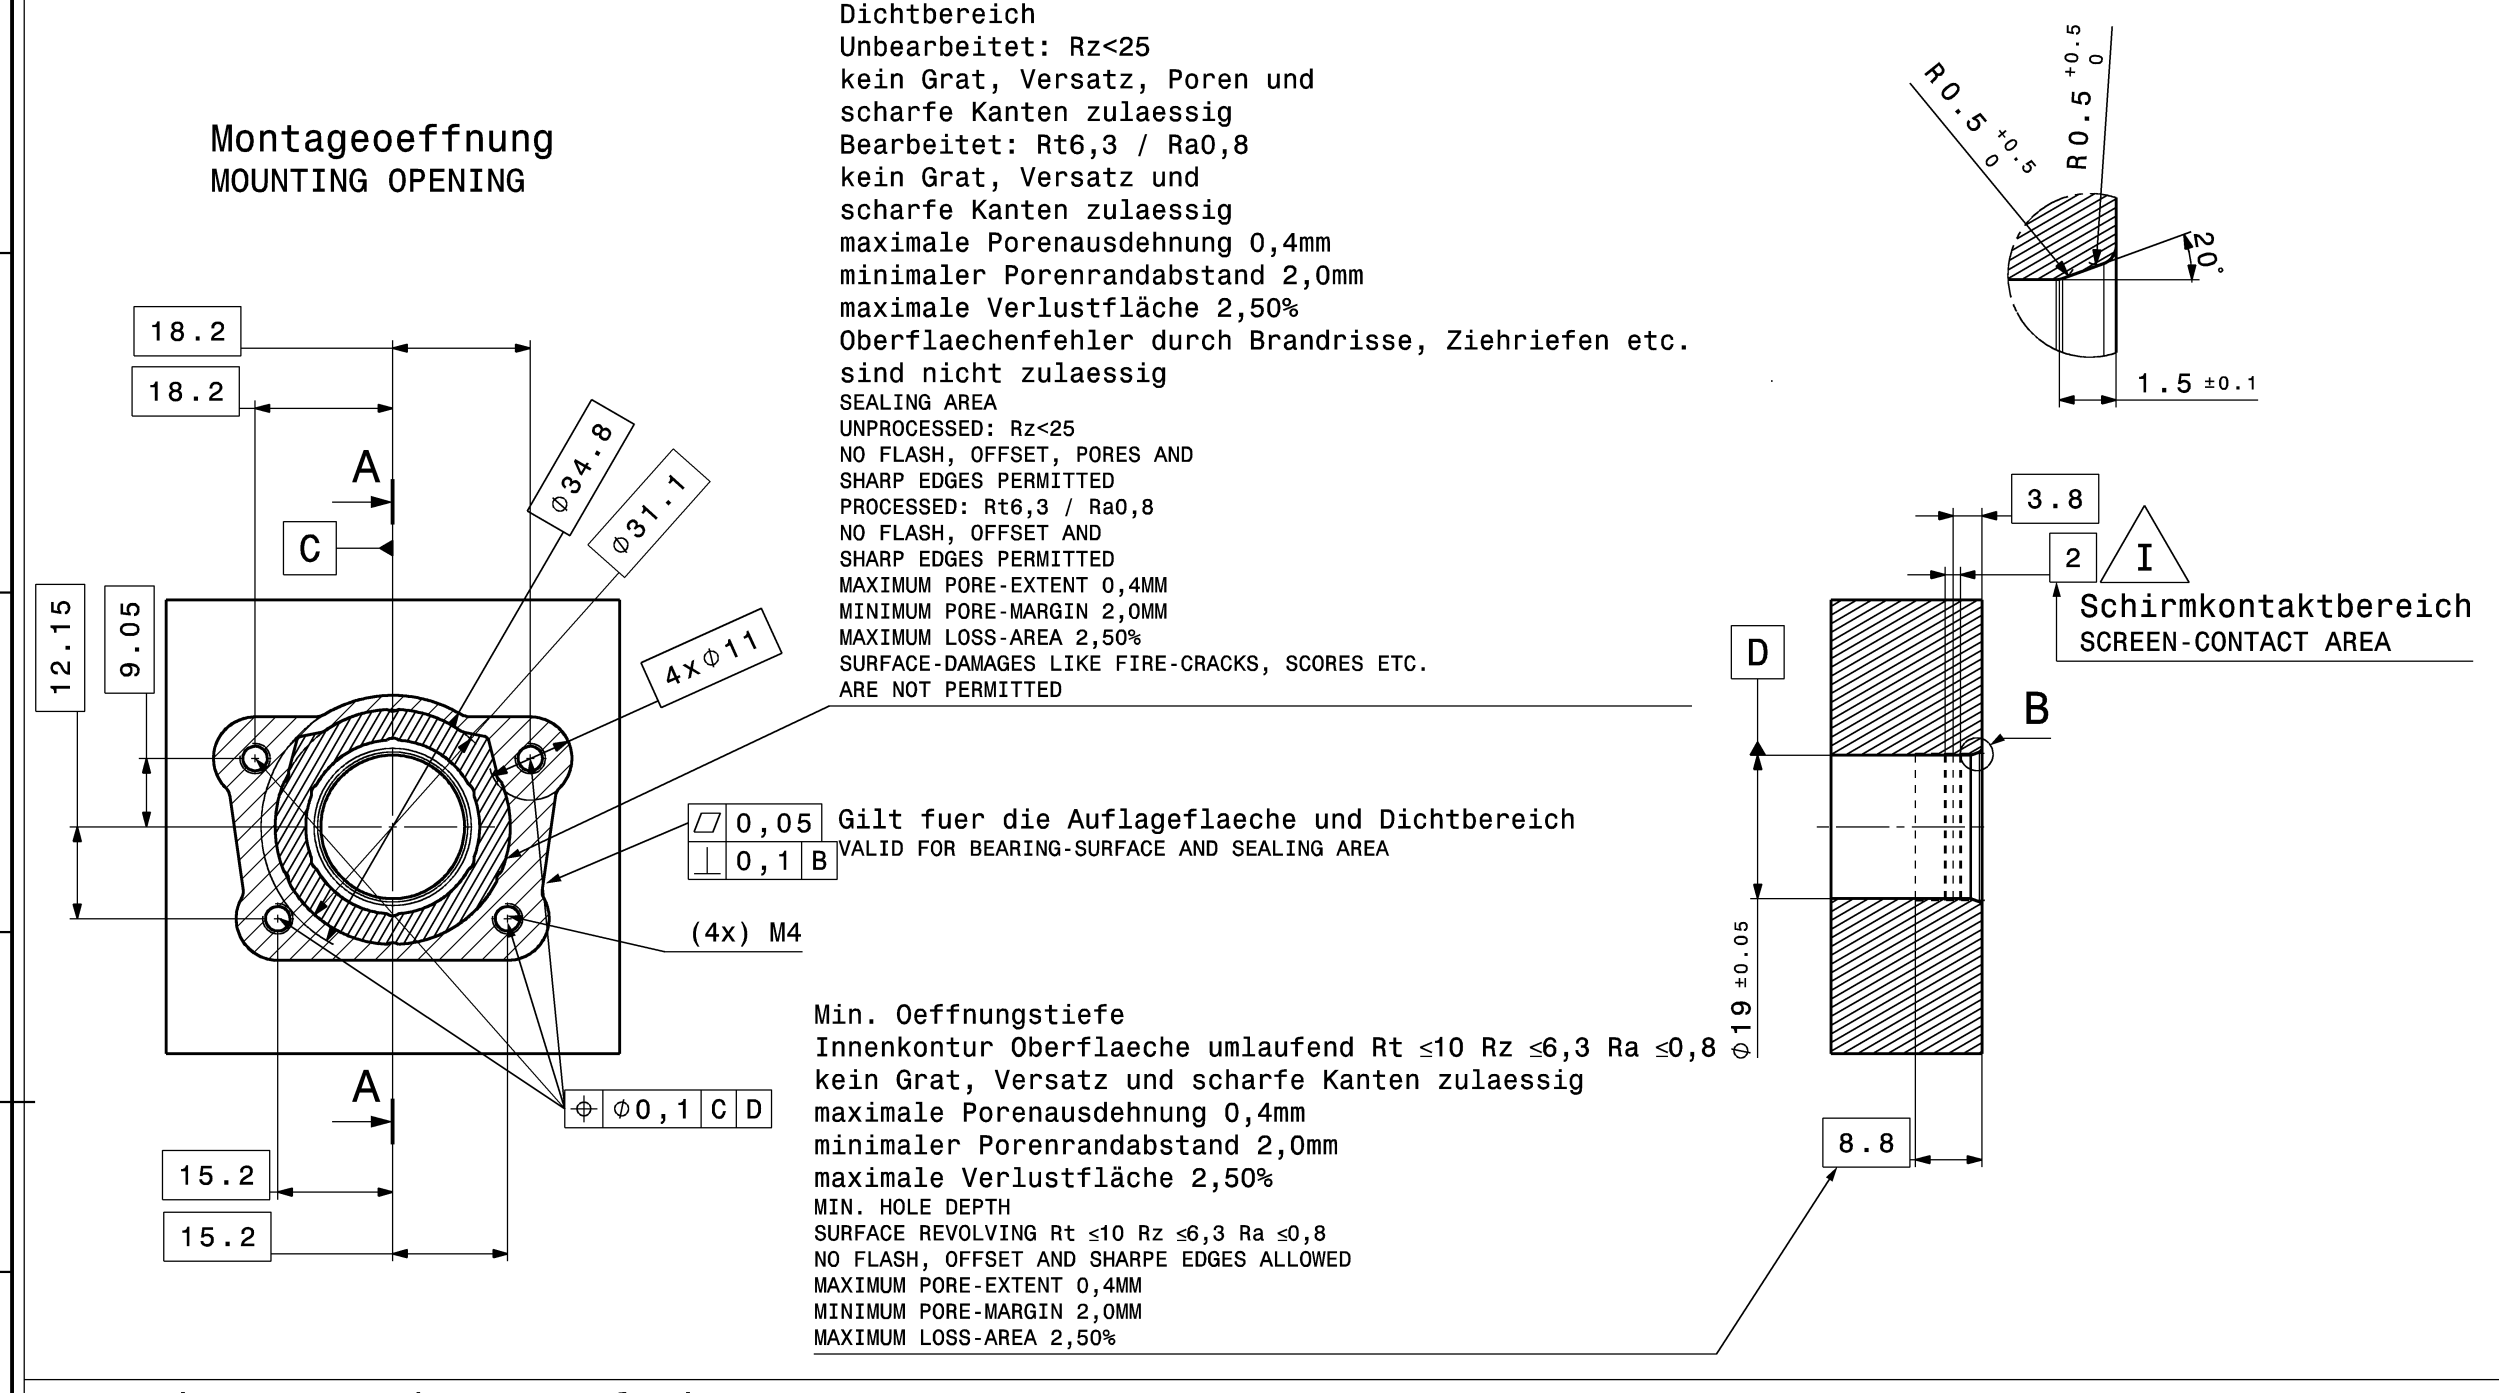 Montageoeffnung
MOUNTING OPENING
Dichtbereich
Unbearbeitet: Rz<25
kein Grat, Versatz, Poren und
scharfe Kanten zulaessig
Bearbeitet: Rt6,3 / Ra0,8
kein Grat, Versatz und
scharfe Kanten zulaessig
maximale Porenausdehnung 0,4mm
minimaler Porenrandabstand 2,0mm
maximale Verlustfläche 2,50%
Oberflaechenfehler durch Brandrisse, Ziehriefen etc.
sind nicht zulaessig
SEALING AREA
UNPROCESSED: Rz<25
NO FLASH, OFFSET, PORES AND
SHARP EDGES PERMITTED
PROCESSED: Rt6,3 / Ra0,8
NO FLASH, OFFSET AND
SHARP EDGES PERMITTED
MAXIMUM PORE-EXTENT 0,4MM
MINIMUM PORE-MARGIN 2,0MM
MAXIMUM LOSS-AREA 2,50%
SURFACE-DAMAGES LIKE FIRE-CRACKS, SCORES ETC.
ARE NOT PERMITTED
R0.5 +0.5 0
R0.5 +0.5 0
20°
1.5 ±0.1
18.2
18.2
A
C
⌀34.8
⌀31.1
4x⌀11
12.15
9.05
⏥ 0,05
⟂ 0,1 B
Gilt fuer die Auflageflaeche und Dichtbereich
VALID FOR BEARING-SURFACE AND SEALING AREA
(4x) M4
A
⌖ ⌀0,1 C D
15.2
15.2
3.8
2
I
Schirmkontaktbereich
SCREEN-CONTACT AREA
D
B
⌀19 ±0.05
8.8
Min. Oeffnungstiefe
Innenkontur Oberflaeche umlaufend Rt ≤10 Rz ≤6,3 Ra ≤0,8
kein Grat, Versatz und scharfe Kanten zulaessig
maximale Porenausdehnung 0,4mm
minimaler Porenrandabstand 2,0mm
maximale Verlustfläche 2,50%
MIN. HOLE DEPTH
SURFACE REVOLVING Rt ≤10 Rz ≤6,3 Ra ≤0,8
NO FLASH, OFFSET AND SHARPE EDGES ALLOWED
MAXIMUM PORE-EXTENT 0,4MM
MINIMUM PORE-MARGIN 2,0MM
MAXIMUM LOSS-AREA 2,50%